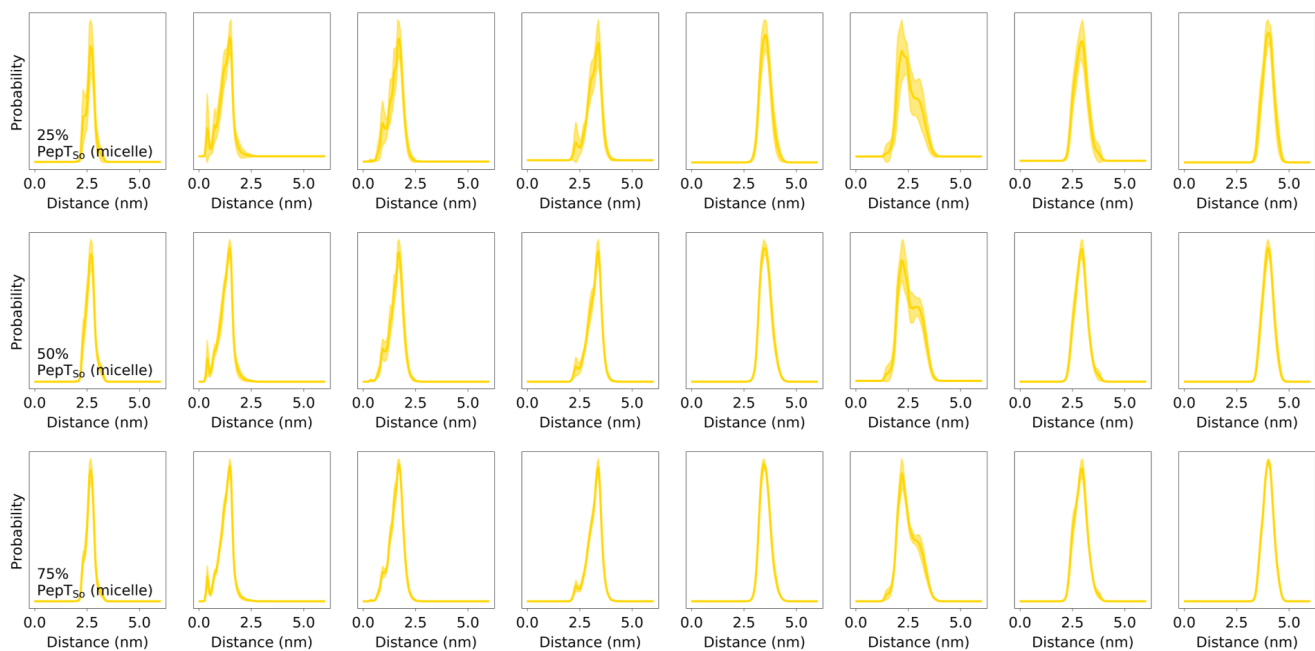 Probability
25%
PepT_So (micelle)
0.0 2.5 5.0 0.0 2.5 5.0 0.0 2.5 5.0 0.0 2.5 5.0 0.0 2.5 5.0 0.0 2.5 5.0 0.0 2.5 5.0 0.0 2.5 5.0
Distance (nm) Distance (nm) Distance (nm) Distance (nm) Distance (nm) Distance (nm) Distance (nm) Distance (nm)
Probability
50%
PepT_So (micelle)
0.0 2.5 5.0 0.0 2.5 5.0 0.0 2.5 5.0 0.0 2.5 5.0 0.0 2.5 5.0 0.0 2.5 5.0 0.0 2.5 5.0 0.0 2.5 5.0
Distance (nm) Distance (nm) Distance (nm) Distance (nm) Distance (nm) Distance (nm) Distance (nm) Distance (nm)
Probability
75%
PepT_So (micelle)
0.0 2.5 5.0 0.0 2.5 5.0 0.0 2.5 5.0 0.0 2.5 5.0 0.0 2.5 5.0 0.0 2.5 5.0 0.0 2.5 5.0 0.0 2.5 5.0
Distance (nm) Distance (nm) Distance (nm) Distance (nm) Distance (nm) Distance (nm) Distance (nm) Distance (nm)